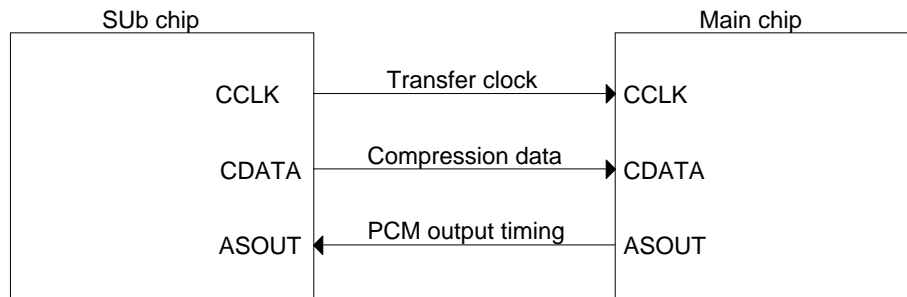 SUb chip
Main chip
CCLK
Transfer clock
CCLK
CDATA
Compression data
CDATA
ASOUT
PCM output timing
ASOUT